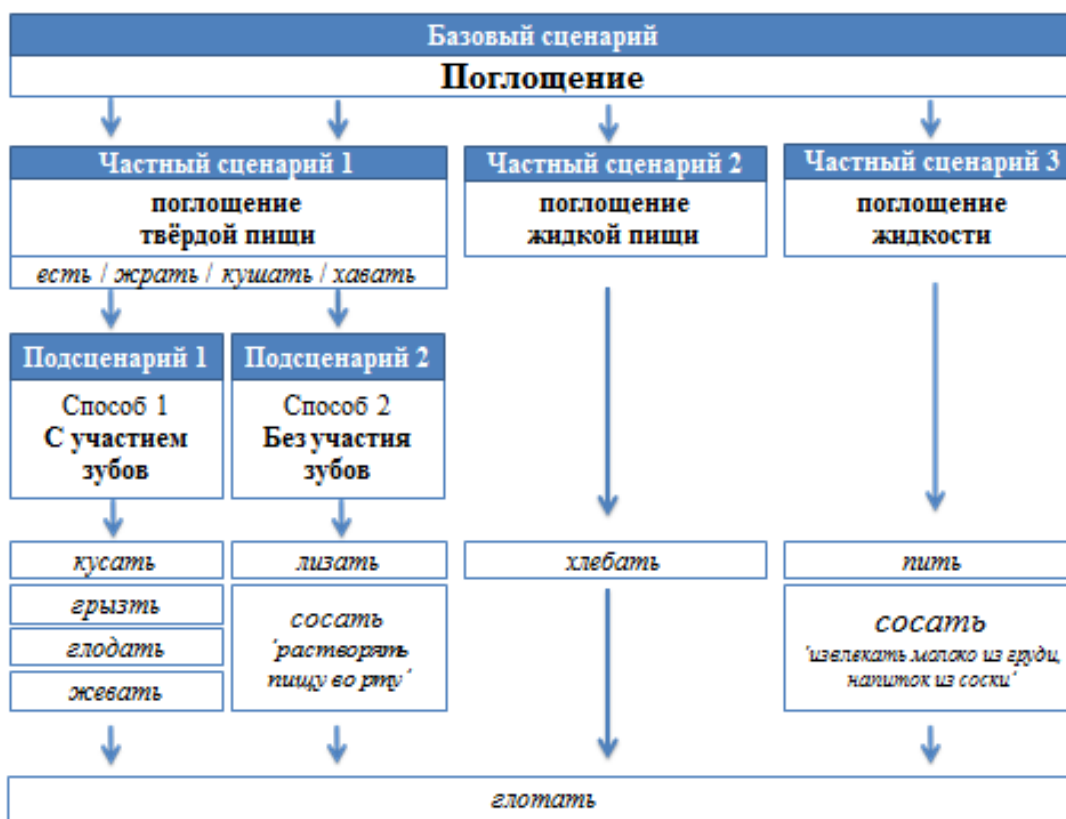 Базовый сценарий
Поглощение
Частный сценарий 1
поглощение
твёрдой пищи
есть / жрать / кушать / хавать
Частный сценарий 2
поглощение
жидкой пищи
Частный сценарий 3
поглощение
жидкости
Подсценарий 1
Способ 1
С участием
зубов
Подсценарий 2
Способ 2
Без участия
зубов
кусать
грызть
глодать
жевать
лизать
сосать
'растворять
пищу во рту'
хлебать
пить
сосать
'извлекать молоко из груди,
напиток из соски'
глотать